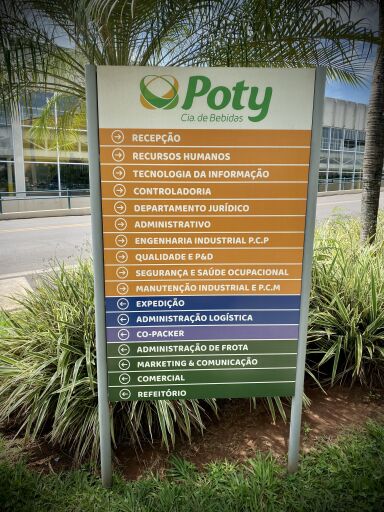 Poty
Cia. de Bebidas
RECEPÇÃO
RECURSOS HUMANOS
TECNOLOGIA DA INFORMAÇÃO
CONTROLADORIA
DEPARTAMENTO JURÍDICO
ADMINISTRATIVO
ENGENHARIA INDUSTRIAL P.C.P
QUALIDADE E P&D
SEGURANÇA E SAÚDE OCUPACIONAL
MANUTENÇÃO INDUSTRIAL E P.C.M
EXPEDIÇÃO
ADMINISTRAÇÃO LOGÍSTICA
CO-PACKER
ADMINISTRAÇÃO DE FROTA
MARKETING & COMUNICAÇÃO
COMERCIAL
REFEITÓRIO